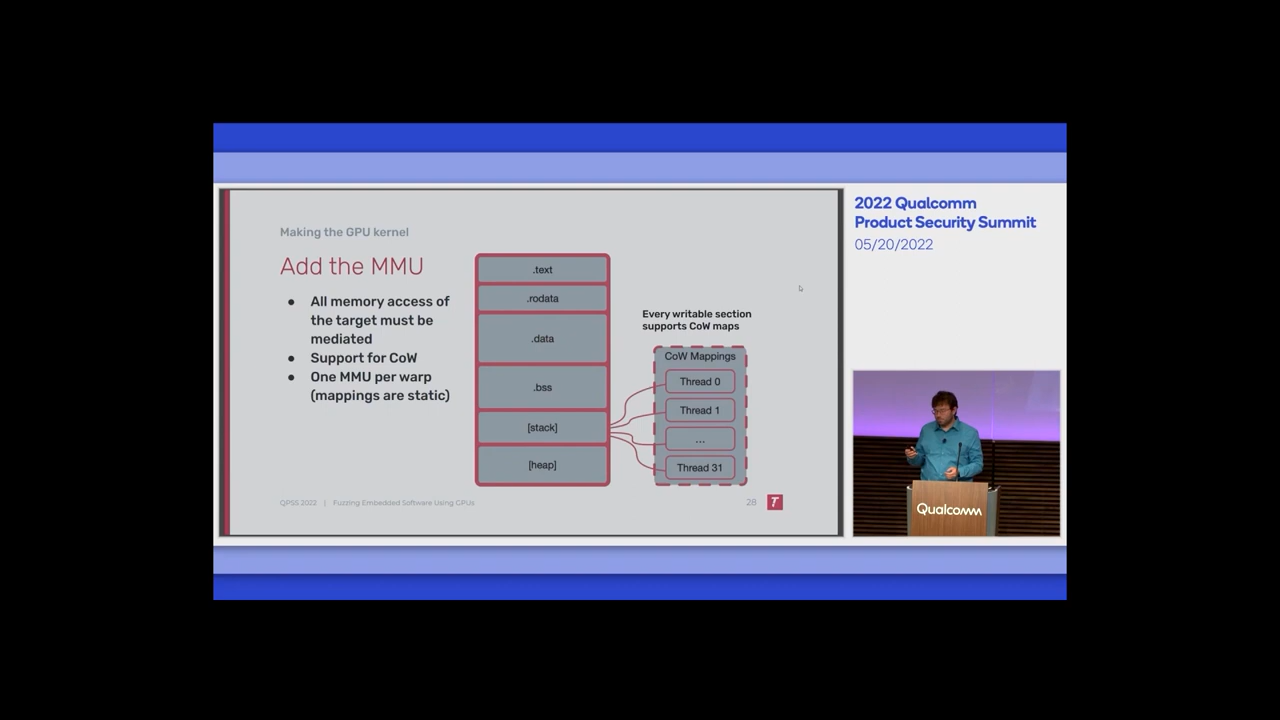 2022 Qualcomm
Product Security Summit
05/20/2022
Making the GPU kernel
Add the MMU
● All memory access of
the target must be
mediated
● Support for CoW
● One MMU per warp
(mappings are static)
.text
.rodata
.data
.bss
[stack]
[heap]
Every writable section
supports CoW maps
CoW Mappings
Thread 0
Thread 1
...
Thread 31
QPSS 2022 | Fuzzing Embedded Software Using GPUs
28
T
Qualcomm